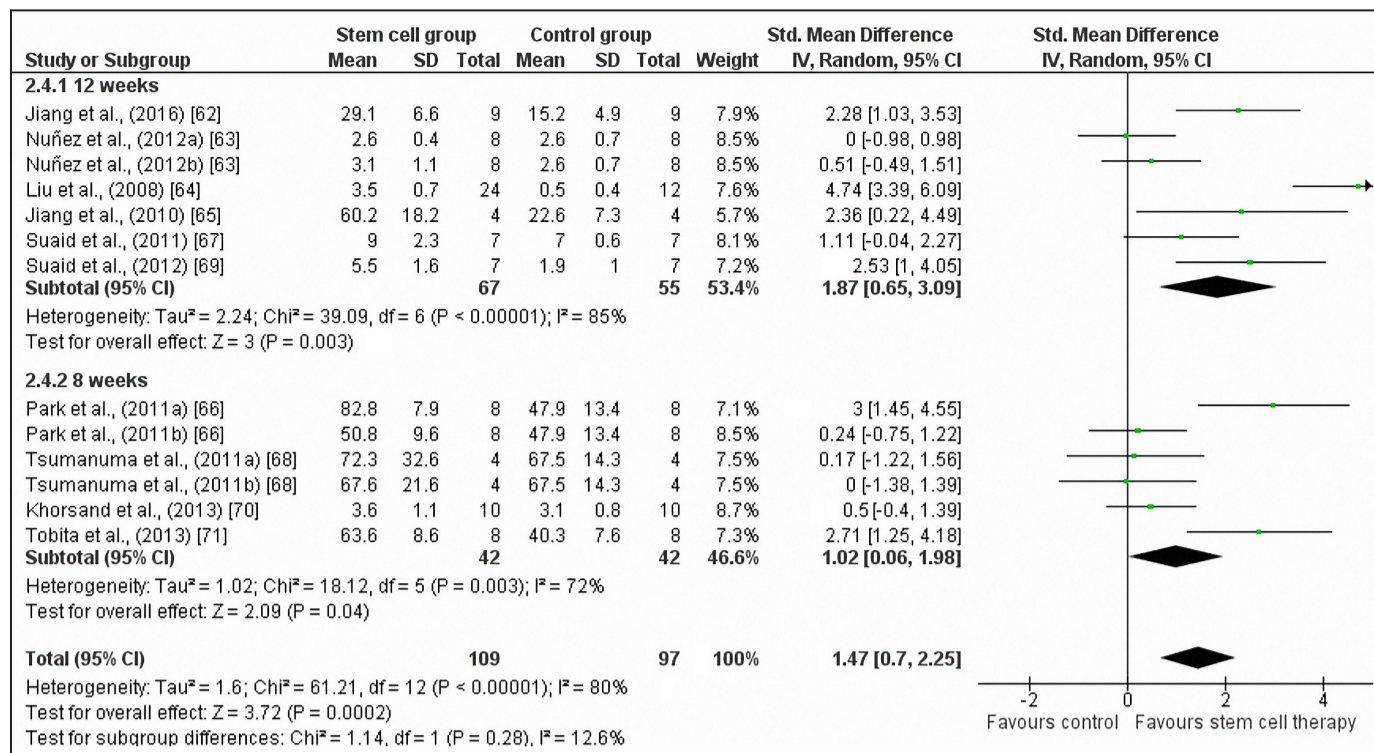 Stem cell group Control group Std. Mean Difference Std. Mean Difference
Study or Subgroup Mean SD Total Mean SD Total Weight IV, Random, 95% CI IV, Random, 95% CI
2.4.1 12 weeks
Jiang et al., (2016) [62] 29.1 6.6 9 15.2 4.9 9 7.9% 2.28 [1.03, 3.53]
Nuñez et al., (2012a) [63] 2.6 0.4 8 2.6 0.7 8 8.5% 0 [-0.98, 0.98]
Nuñez et al., (2012b) [63] 3.1 1.1 8 2.6 0.7 8 8.5% 0.51 [-0.49, 1.51]
Liu et al., (2008) [64] 3.5 0.7 24 0.5 0.4 12 7.6% 4.74 [3.39, 6.09]
Jiang et al., (2010) [65] 60.2 18.2 4 22.6 7.3 4 5.7% 2.36 [0.22, 4.49]
Suaid et al., (2011) [67] 9 2.3 7 7 0.6 7 8.1% 1.11 [-0.04, 2.27]
Suaid et al., (2012) [69] 5.5 1.6 7 1.9 1 7 7.2% 2.53 [1, 4.05]
Subtotal (95% CI) 67 55 53.4% 1.87 [0.65, 3.09]
Heterogeneity: Tau² = 2.24; Chi² = 39.09, df = 6 (P < 0.00001); I² = 85%
Test for overall effect: Z = 3 (P = 0.003)
2.4.2 8 weeks
Park et al., (2011a) [66] 82.8 7.9 8 47.9 13.4 8 7.1% 3 [1.45, 4.55]
Park et al., (2011b) [66] 50.8 9.6 8 47.9 13.4 8 8.5% 0.24 [-0.75, 1.22]
Tsumanuma et al., (2011a) [68] 72.3 32.6 4 67.5 14.3 4 7.5% 0.17 [-1.22, 1.56]
Tsumanuma et al., (2011b) [68] 67.6 21.6 4 67.5 14.3 4 7.5% 0 [-1.38, 1.39]
Khorsand et al., (2013) [70] 3.6 1.1 10 3.1 0.8 10 8.7% 0.5 [-0.4, 1.39]
Tobita et al., (2013) [71] 63.6 8.6 8 40.3 7.6 8 7.3% 2.71 [1.25, 4.18]
Subtotal (95% CI) 42 42 46.6% 1.02 [0.06, 1.98]
Heterogeneity: Tau² = 1.02; Chi² = 18.12, df = 5 (P = 0.003); I² = 72%
Test for overall effect: Z = 2.09 (P = 0.04)
Total (95% CI) 109 97 100% 1.47 [0.7, 2.25]
Heterogeneity: Tau² = 1.6; Chi² = 61.21, df = 12 (P < 0.00001); I² = 80%
Test for overall effect: Z = 3.72 (P = 0.0002)
Test for subgroup differences: Chi² = 1.14, df = 1 (P = 0.28), I² = 12.6%
-2 0 2 4
Favours control Favours stem cell therapy